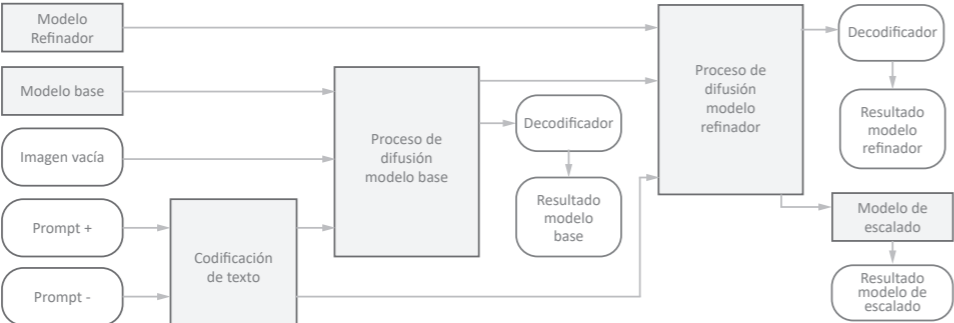 Modelo
Refinador
Modelo base
Imagen vacía
Prompt +
Prompt -
Codificación
de texto
Proceso de
difusión
modelo base
Decodificador
Resultado
modelo
base
Proceso de
difusión
modelo
refinador
Decodificador
Resultado
modelo
refinador
Modelo de
escalado
Resultado
modelo de
escalado